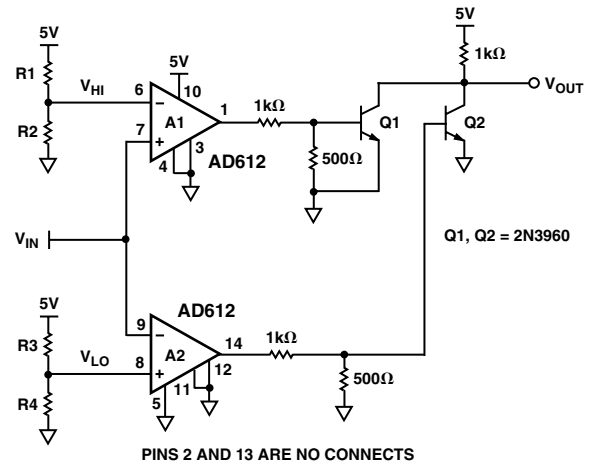 5V
R1
R2
V_HI
6
7
5V
10
A1
1
3
4
AD612
1kΩ
500Ω
Q1
5V
1kΩ
V_OUT
Q2
Q1, Q2 = 2N3960
V_IN
5V
R3
R4
V_LO
AD612
9
8
A2
14
12
11
5
1kΩ
500Ω
PINS 2 AND 13 ARE NO CONNECTS